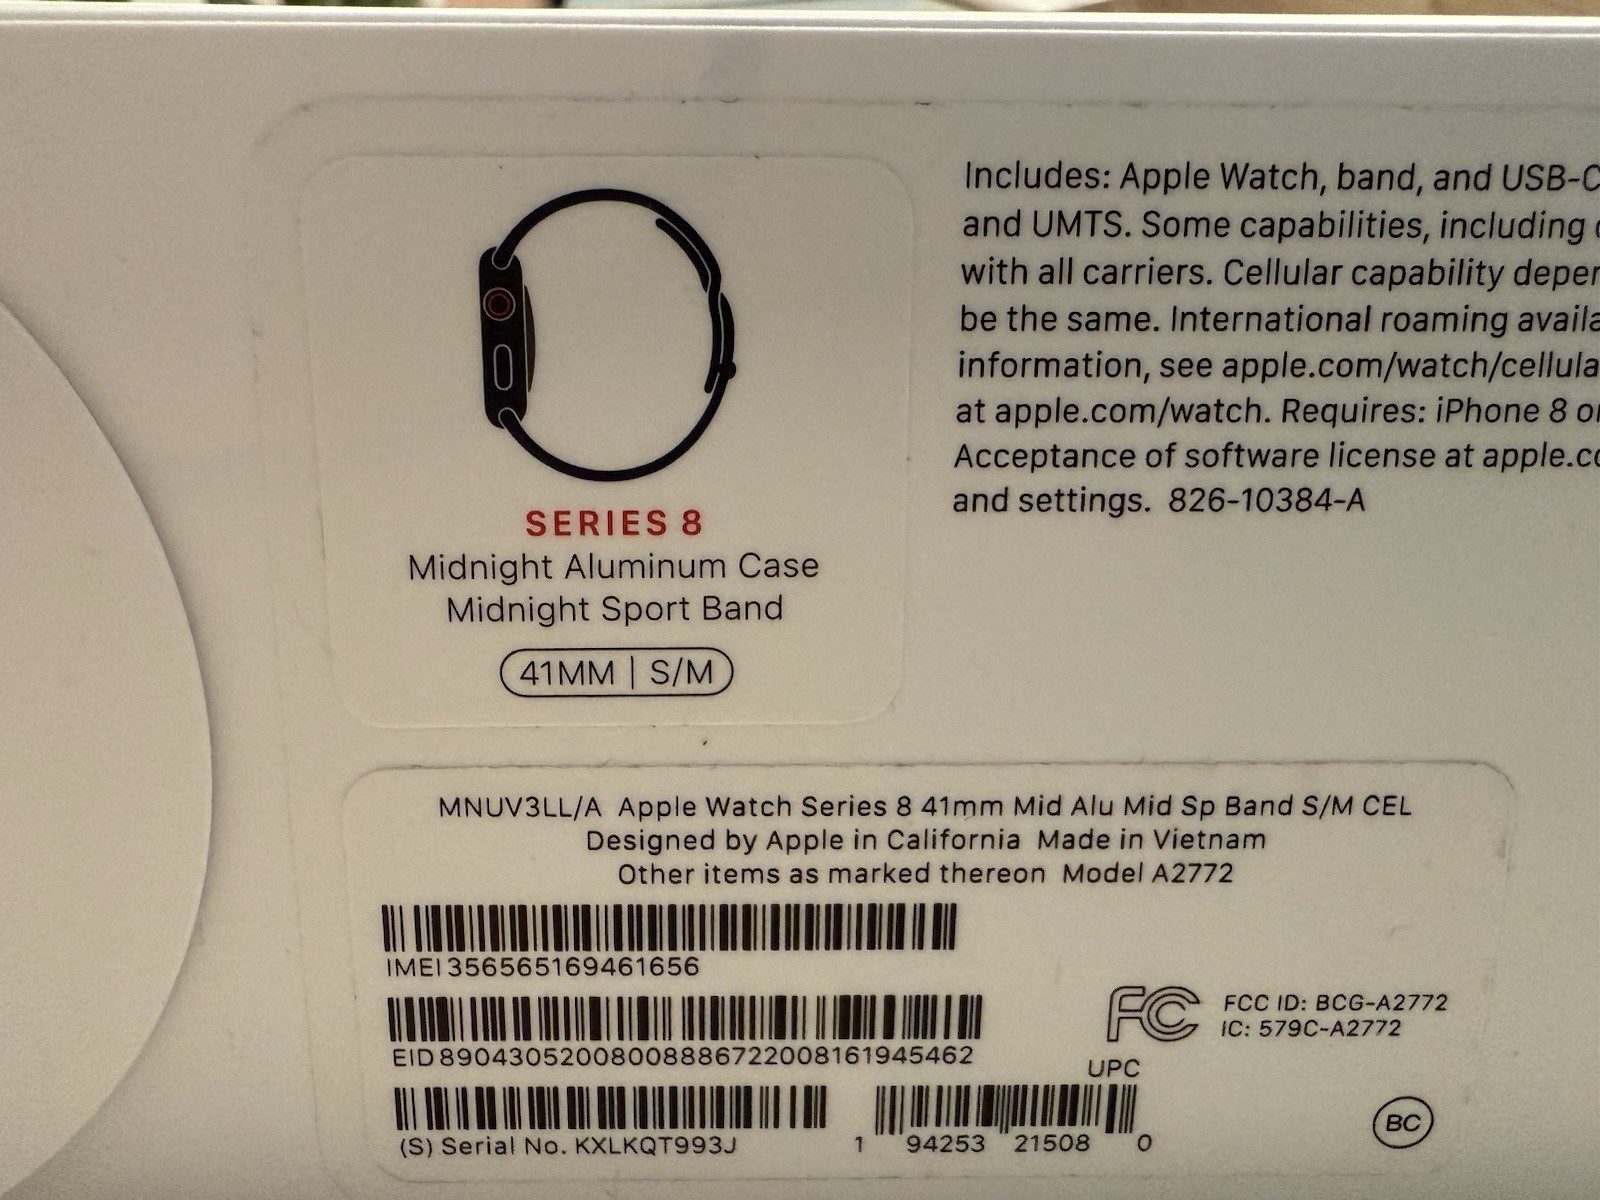 Includes: Apple Watch, band, and USB-C
and UMTS. Some capabilities, including
with all carriers. Cellular capability
be the same. International roaming
information, see apple.com/watch/cellula
at apple.com/watch. Requires: iPhone 8
Acceptance of software license at
and settings. 826-10384-A
SERIES 8
Midnight Aluminum Case
Midnight Sport Band
41MM | S/M
MNUV3LL/A Apple Watch Series 8 41mm Mid Alu Mid Sp Band S/M CEL
Designed by Apple in California Made in Vietnam
Other items as marked thereon Model A2772
IMEI 356565169461656
EID 89043052008008886722008161945462
(S) Serial No. KXLKQT993J
FC
FCC ID: BCG-A2772
IC: 579C-A2772
UPC
1 94253 21508 0
BC